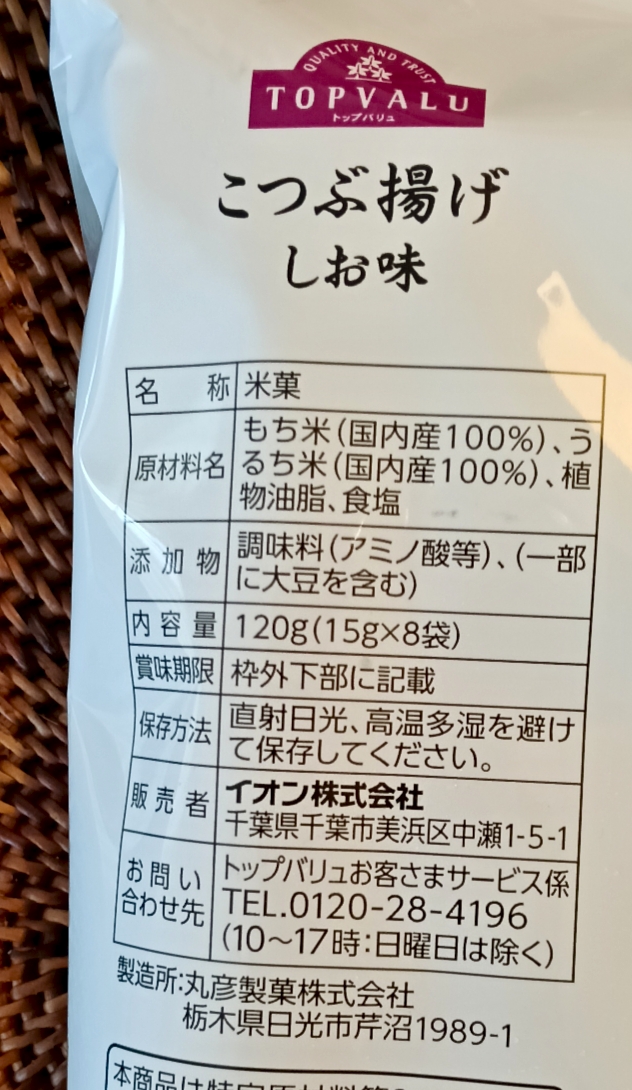 QUALITY AND TRUST
TOPVALU
トップバリュ
こつぶ揚げ
しお味
名称 米菓
原材料名 もち米(国内産100%)、う
るち米(国内産100%)、植
物油脂、食塩
添加物 調味料(アミノ酸等)、(一部
に大豆を含む)
内容量 120g(15g×8袋)
賞味期限 枠外下部に記載
保存方法 直射日光、高温多湿を避け
て保存してください。
販売者 イオン株式会社
千葉県千葉市美浜区中瀬1-5-1
お問い トップバリュお客さまサービス係
合わせ先 TEL.0120-28-4196
(10～17時:日曜日は除く)
製造所:丸彦製菓株式会社
栃木県日光市芹沼1989-1
本商品は特定原材料等